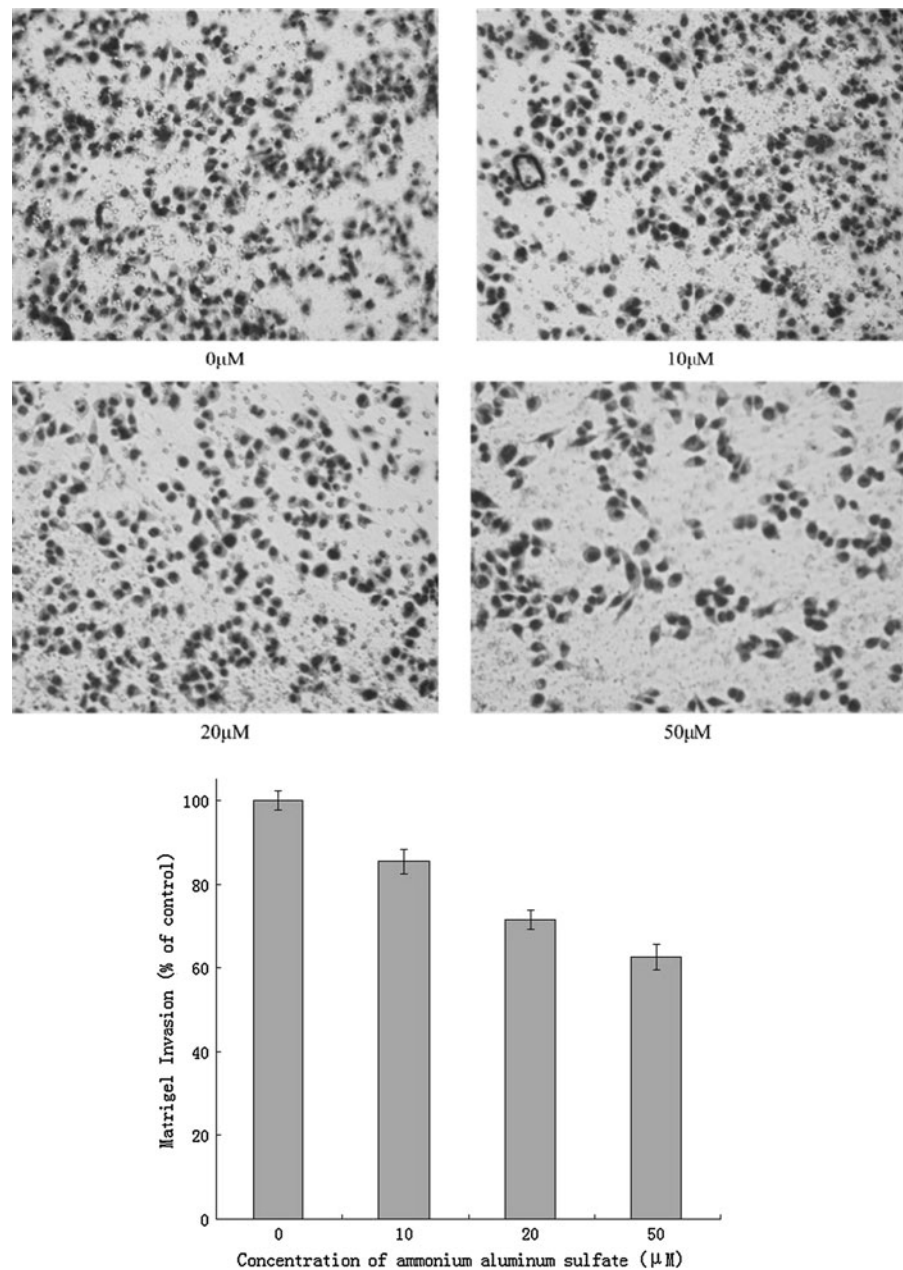 0μM
10μM
20μM
50μM
Matrigel Invasion (% of control)
100
80
60
40
20
0
0
10
20
50
Concentration of ammonium aluminum sulfate (μM)